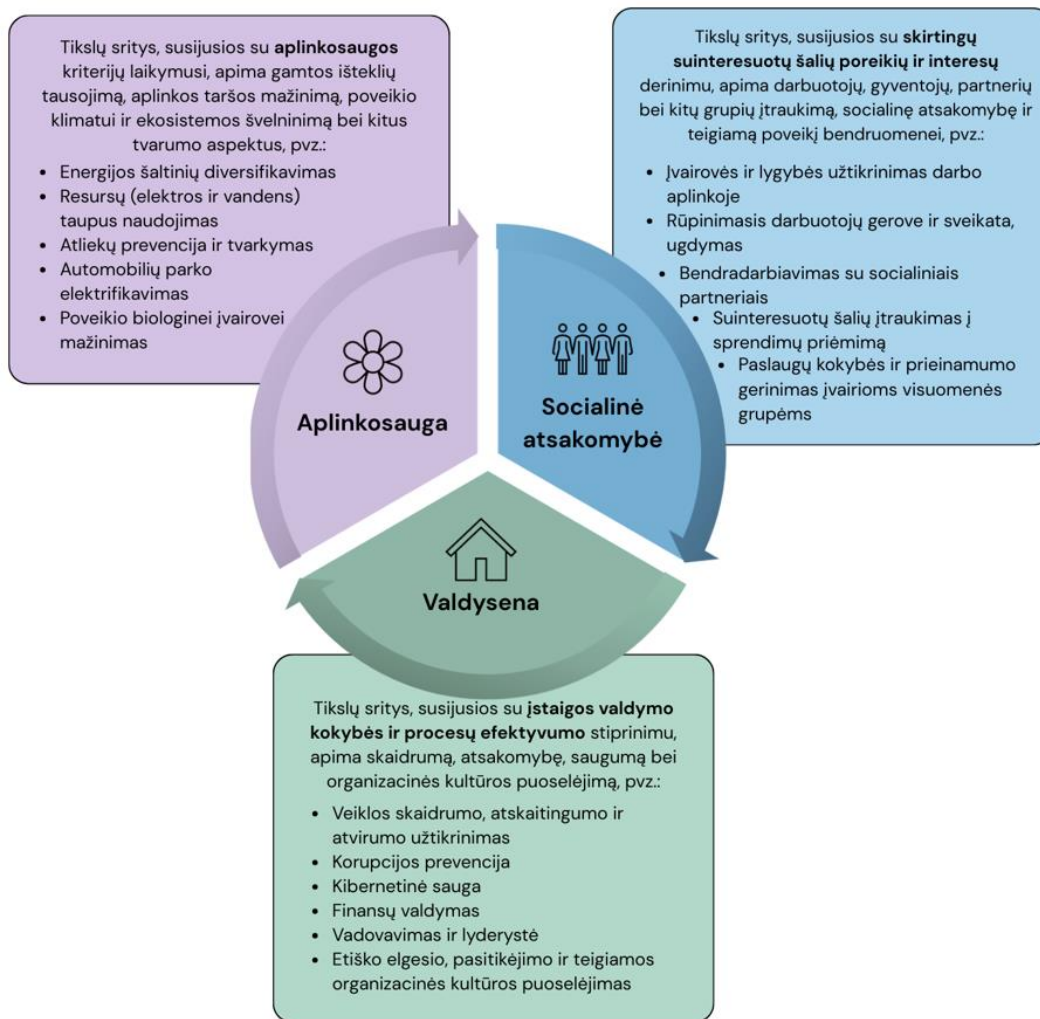 Tikslų sritys, susijusios su aplinkosaugos
kriterijų laikymusi, apima gamtos išteklių
tausojimą, aplinkos taršos mažinimą, poveikio
klimatui ir ekosistemos švelninimą bei kitus
tvarumo aspektus, pvz.:
• Energijos šaltinių diversifikavimas
• Resursų (elektros ir vandens)
taupus naudojimas
• Atliekų prevencija ir tvarkymas
• Automobilių parko
elektrifikavimas
• Poveikio biologinei įvairovei
mažinimas
Tikslų sritys, susijusios su skirtingų
suinteresuotų šalių poreikių ir interesų
derinimu, apima darbuotojų, gyventojų, partnerių
bei kitų grupių įtraukimą, socialinę atsakomybę ir
teigiamą poveikį bendruomenei, pvz.:
• Įvairovės ir lygybės užtikrinimas darbo
aplinkoje
• Rūpinimasis darbuotojų gerove ir sveikata,
ugdymas
• Bendradarbiavimas su socialiniais
partneriais
• Suinteresuotų šalių įtraukimas į
sprendimų priėmimą
• Paslaugų kokybės ir prieinamumo
gerinimas įvairioms visuomenės
grupėms
Aplinkosauga
Socialinė
atsakomybė
Valdysena
Tikslų sritys, susijusios su įstaigos valdymo
kokybės ir procesų efektyvumo stiprinimu,
apima skaidrumą, atsakomybę, saugumą bei
organizacinės kultūros puoselėjimą, pvz.:
• Veiklos skaidrumo, atskaitingumo ir
atvirumo užtikrinimas
• Korupcijos prevencija
• Kibernetinė sauga
• Finansų valdymas
• Vadovavimas ir lyderystė
• Etiško elgesio, pasitikėjimo ir teigiamos
organizacinės kultūros puoselėjimas